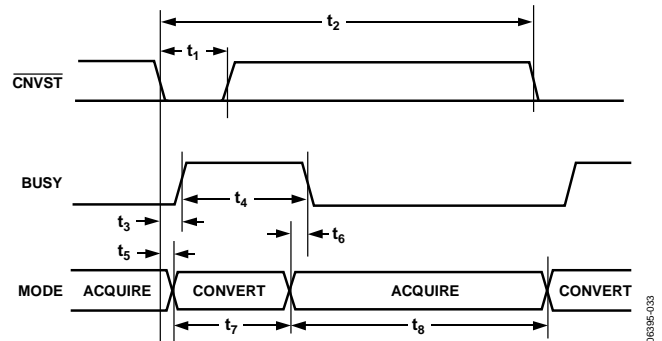 t2
t1
CNVST
BUSY
t4
t3
t6
t5
MODE ACQUIRE CONVERT ACQUIRE CONVERT
t7 t8
06395-033